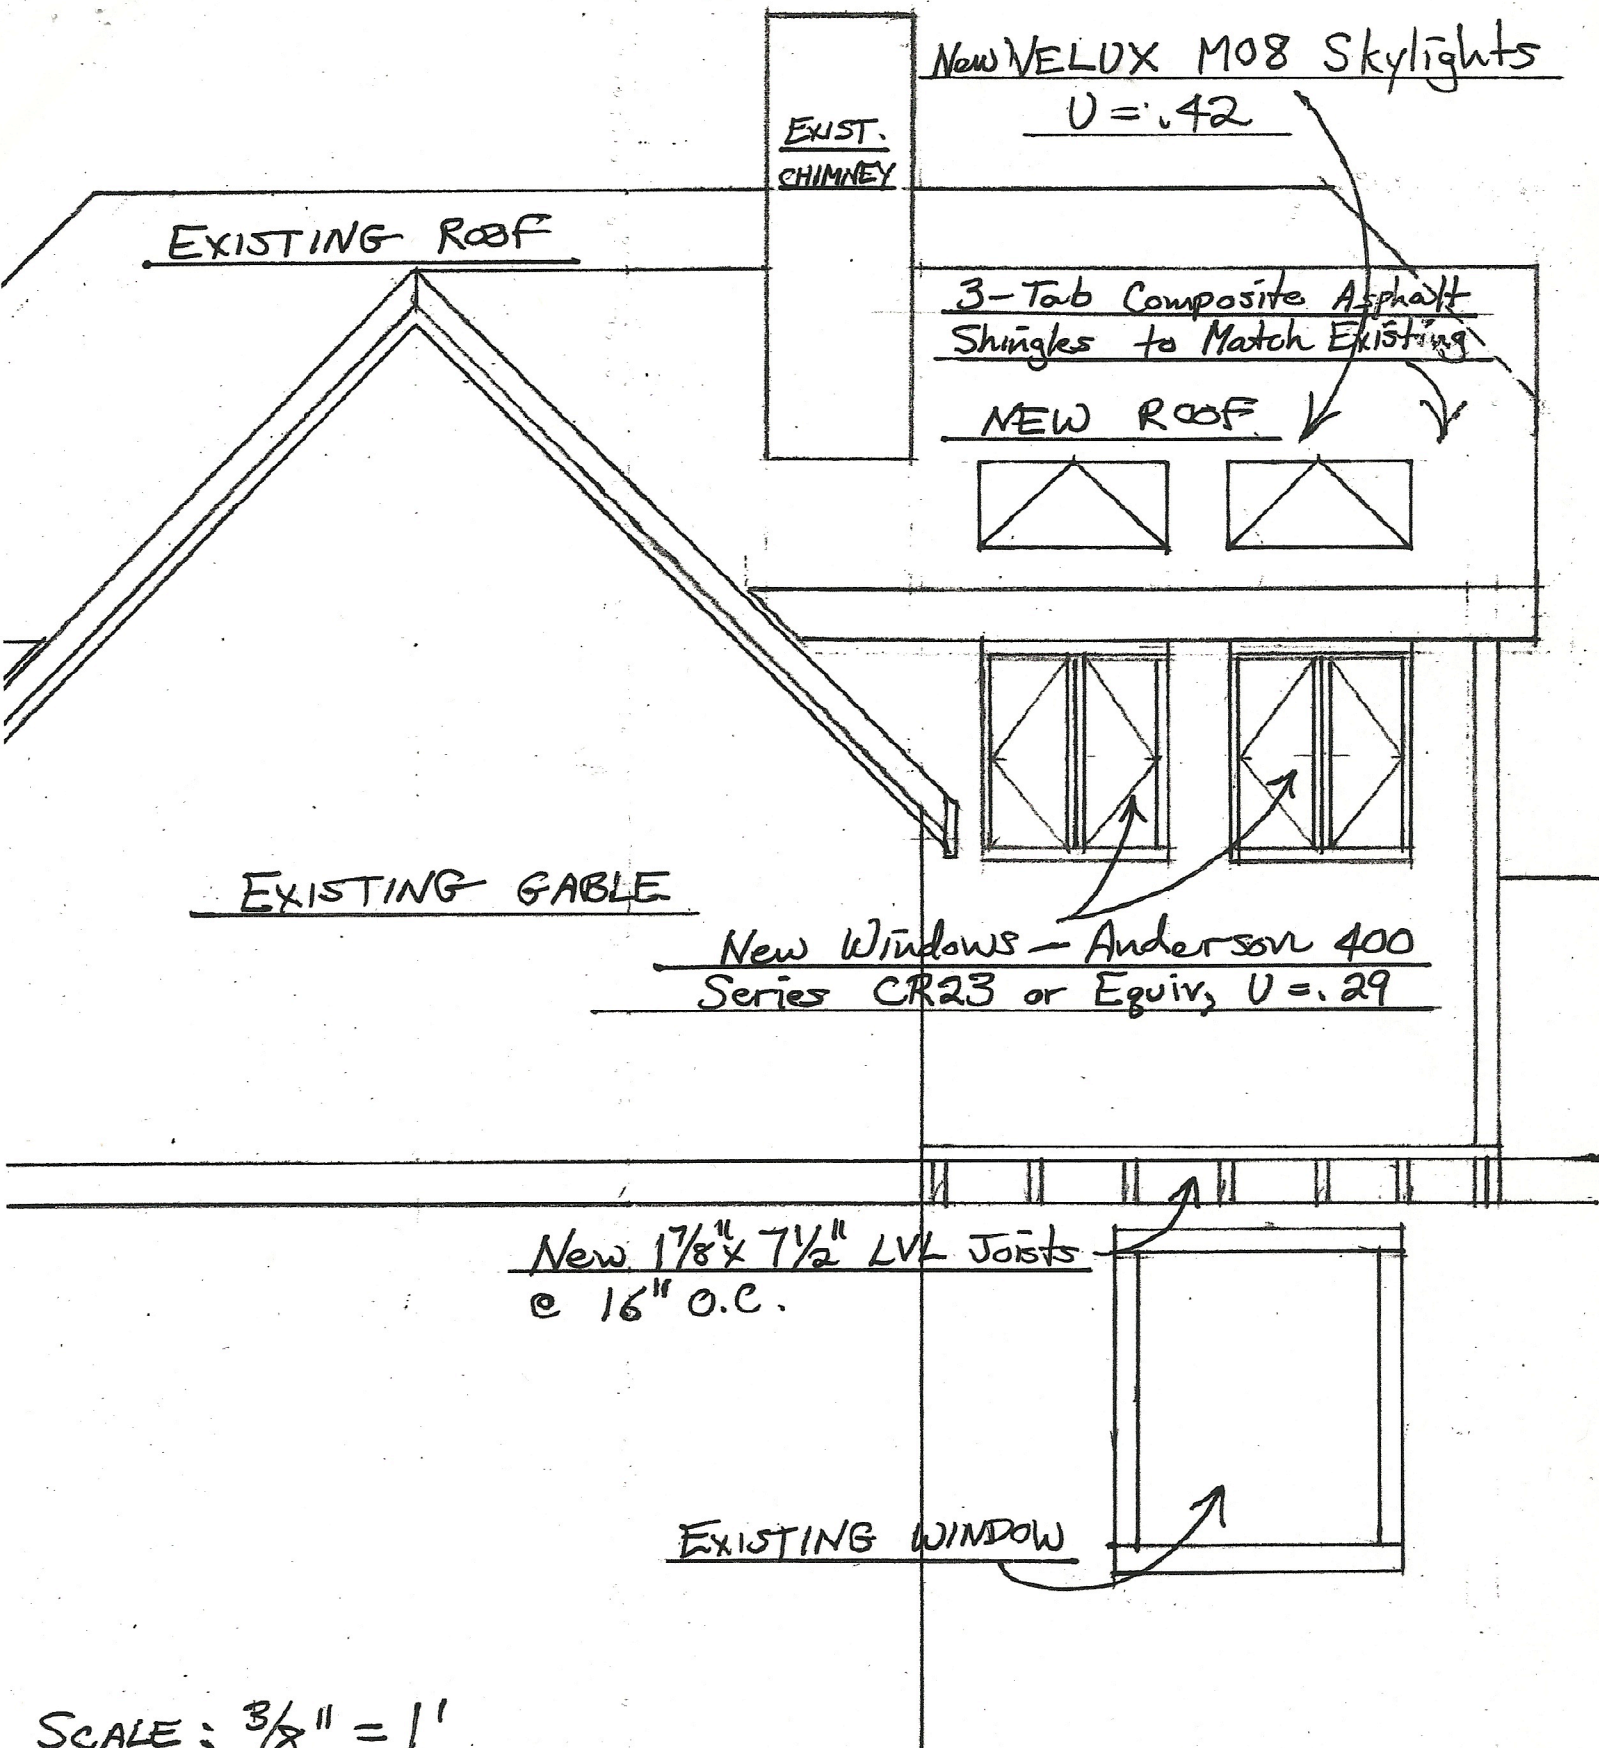 New VELUX M08 Skylights
U = .42
EXIST.
CHIMNEY
EXISTING ROOF
3-Tab Composite Asphalt
Shingles to Match Existing
NEW ROOF
EXISTING GABLE
New Windows - Anderson 400
Series CR23 or Equiv, U = .29
New 1 7/8" x 7 1/2" LVL Joists
@ 16" O.C.
EXISTING WINDOW
SCALE: 3/8" = 1'